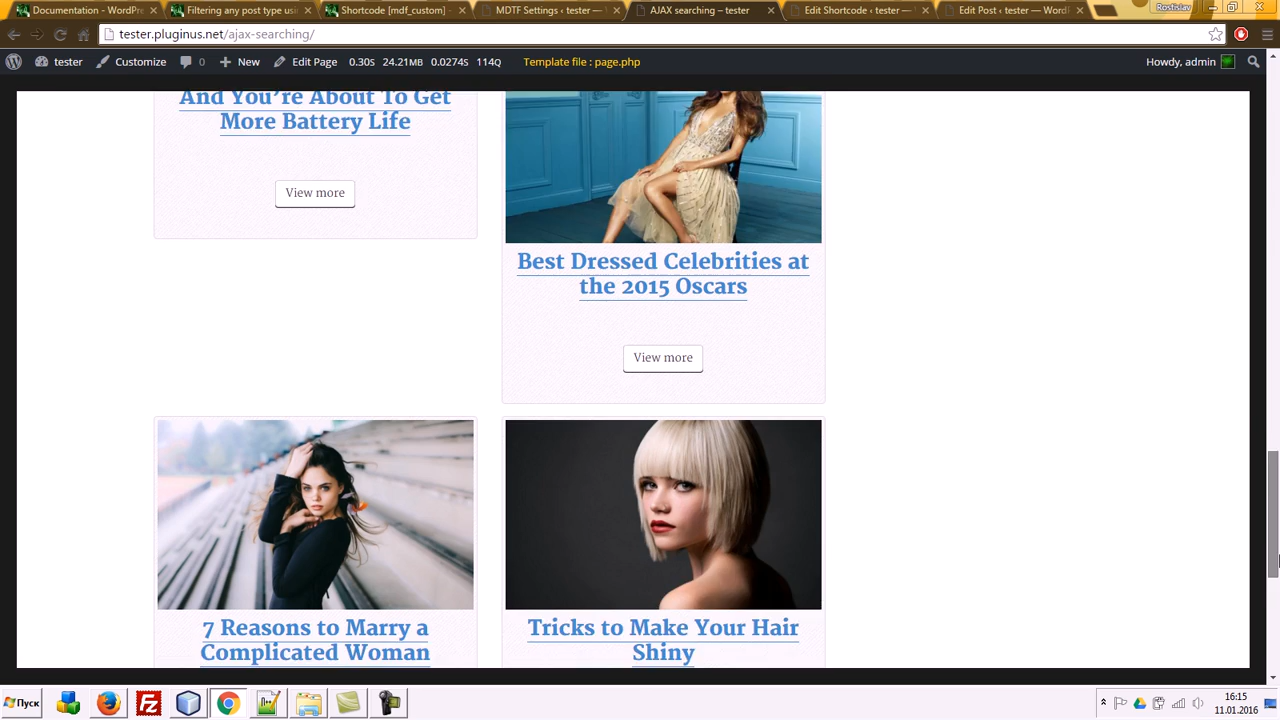 Documentation - WordPre
Filtering any post type usin
Shortcode [mdf_custom] -
MDTF Settings ‹ tester —
AJAX searching – tester
Edit Shortcode ‹ tester —
Edit Post ‹ tester — WordP
Rostislav
tester.pluginus.net/ajax-searching/
tester
Customize
0
New
Edit Page
0.30S
24.21MB
0.0274S
114Q
Template file : page.php
Howdy, admin
And You're About To Get
More Battery Life
View more
Best Dressed Celebrities at
the 2015 Oscars
View more
7 Reasons to Marry a
Complicated Woman
Tricks to Make Your Hair
Shiny
Пуск
16:15
11.01.2016